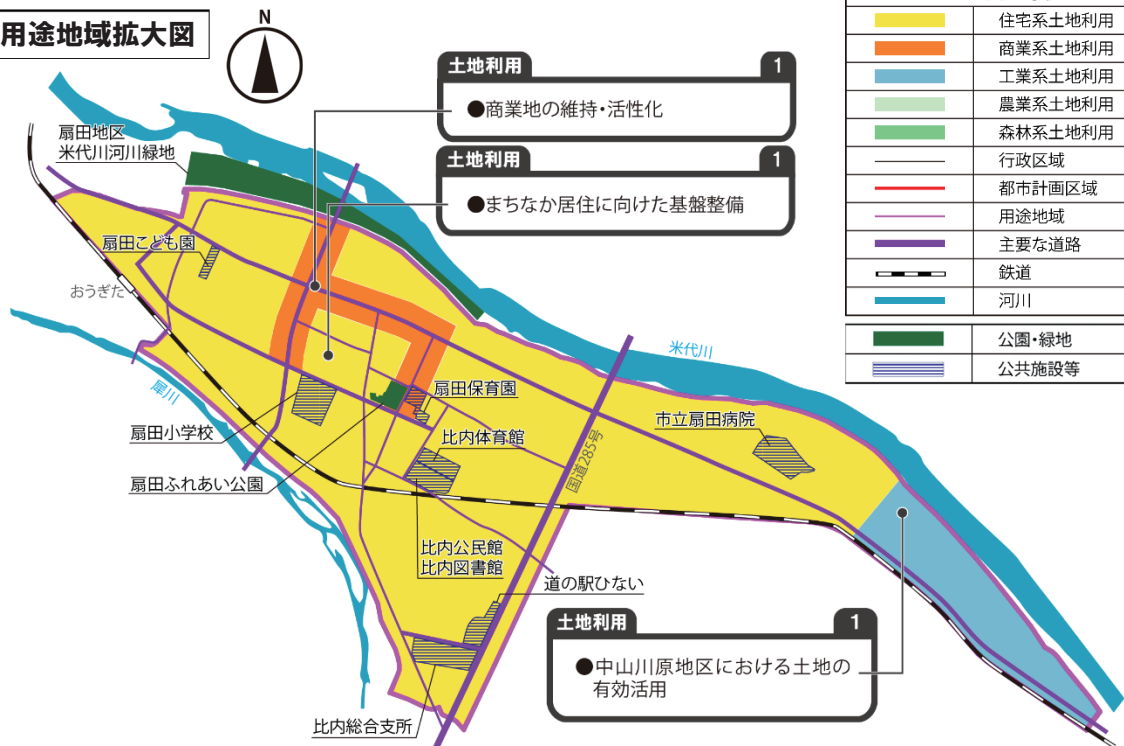 用途地域拡大図
N
土地利用 1
●商業地の維持・活性化
土地利用 1
●まちなか居住に向けた基盤整備
扇田地区
米代川河川緑地
扇田こども園
おうぎた
犀川
米代川
扇田保育園
扇田小学校
比内体育館
市立扇田病院
国道285号
扇田ふれあい公園
比内公民館
比内図書館
道の駅ひない
土地利用 1
●中山川原地区における土地の
有効活用
比内総合支所
住宅系土地利用
商業系土地利用
工業系土地利用
農業系土地利用
森林系土地利用
行政区域
都市計画区域
用途地域
主要な道路
鉄道
河川
公園・緑地
公共施設等